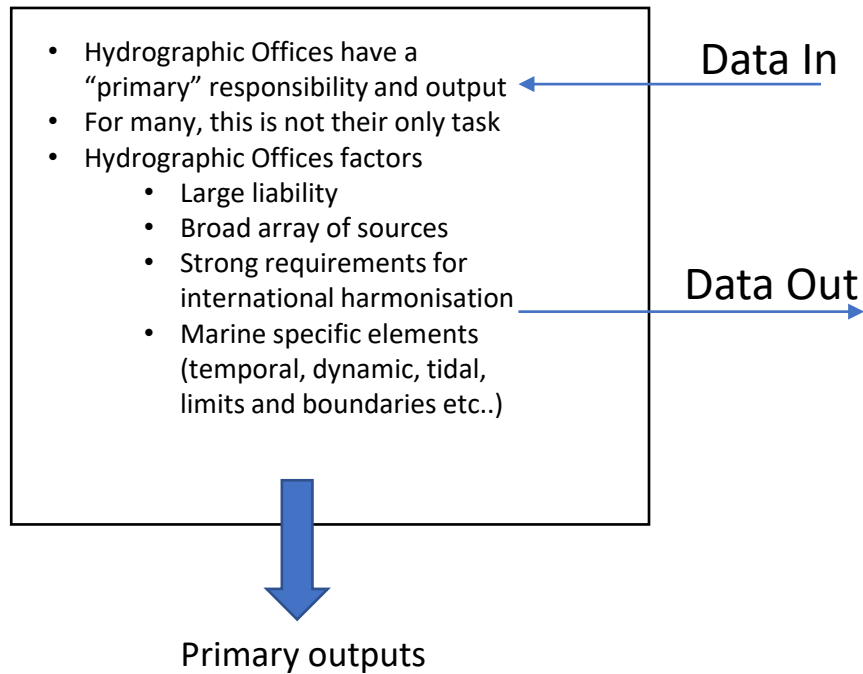 • Hydrographic Offices have a
“primary” responsibility and output
• For many, this is not their only task
• Hydrographic Offices factors
• Large liability
• Broad array of sources
• Strong requirements for
international harmonisation
• Marine specific elements
(temporal, dynamic, tidal,
limits and boundaries etc..)
Data In
Data Out
Primary outputs